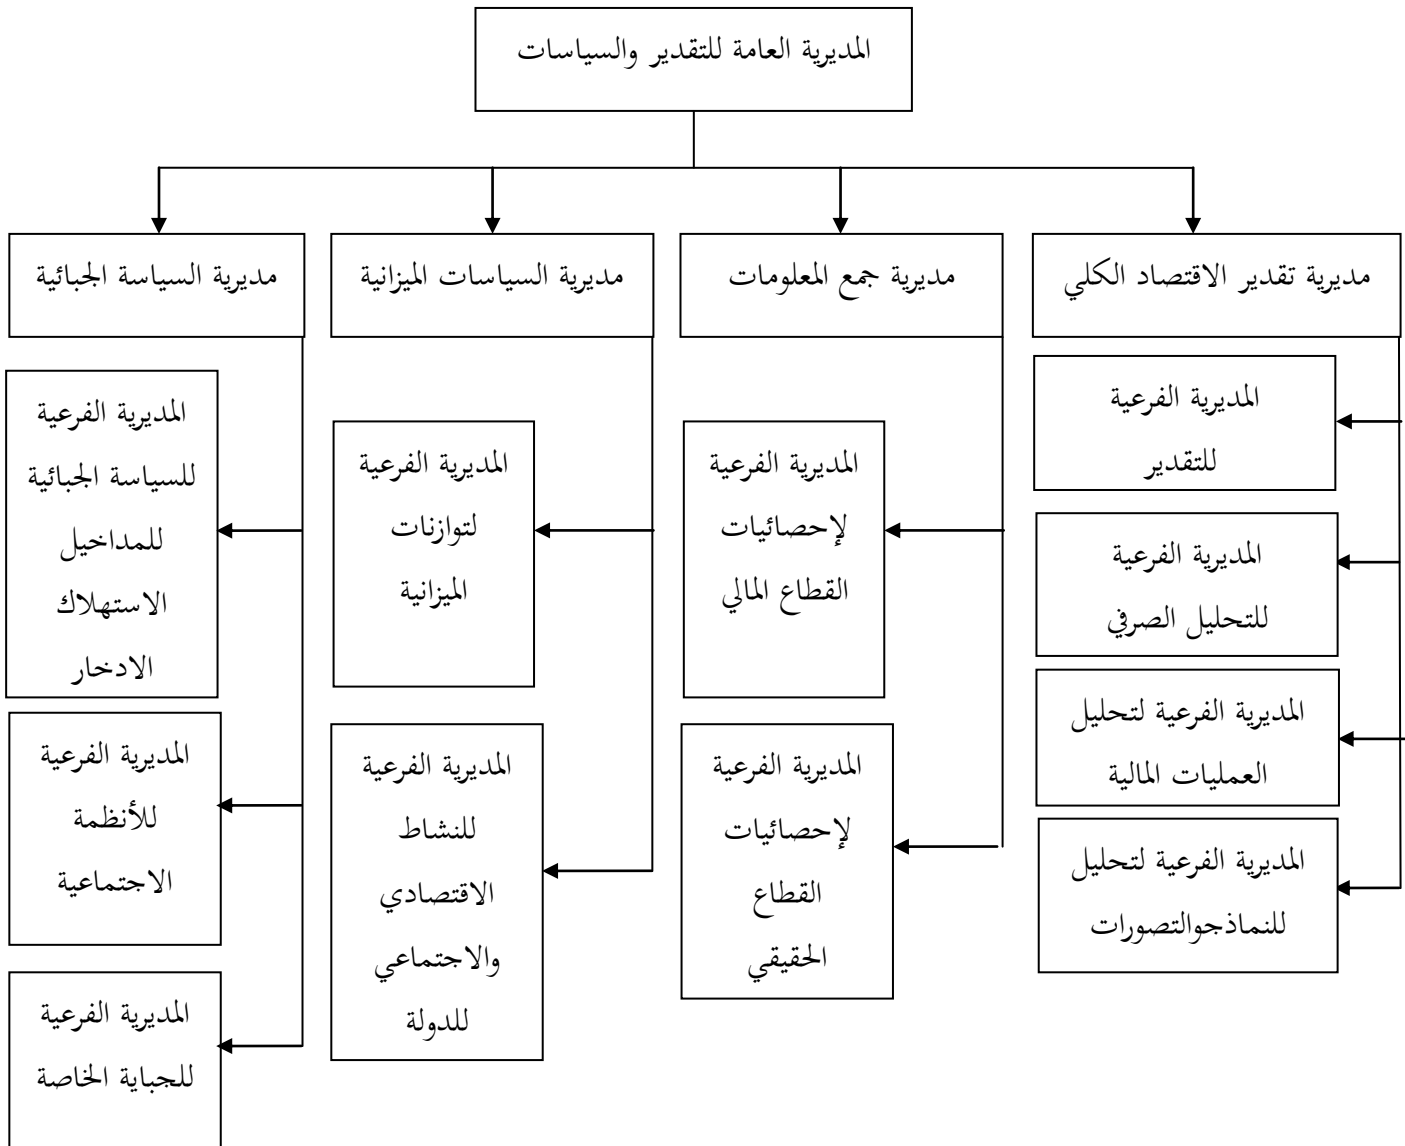 المديرية العامة للتقدير والسياسات
مديرية تقدير الاقتصاد الكلي
مديرية جمع المعلومات
مديرية السياسات الميزانية
مديرية السياسة الجبائية
المديرية الفرعية
للتقدير
المديرية الفرعية
للتحليل الصرفي
المديرية الفرعية لتحليل
العمليات المالية
المديرية الفرعية لتحليل
للنماذجوالتصورات
المديرية الفرعية
لإحصائيات
القطاع المالي
المديرية الفرعية
لإحصائيات
القطاع
الحقيقي
المديرية الفرعية
لتوازنات
الميزانية
المديرية الفرعية
للنشاط
الاقتصادي
والاجتماعي
للدولة
المديرية الفرعية
للسياسة الجبائية
للمداخيل
الاستهلاك
الادخار
المديرية الفرعية
للأنظمة
الاجتماعية
المديرية الفرعية
للجباية الخاصة